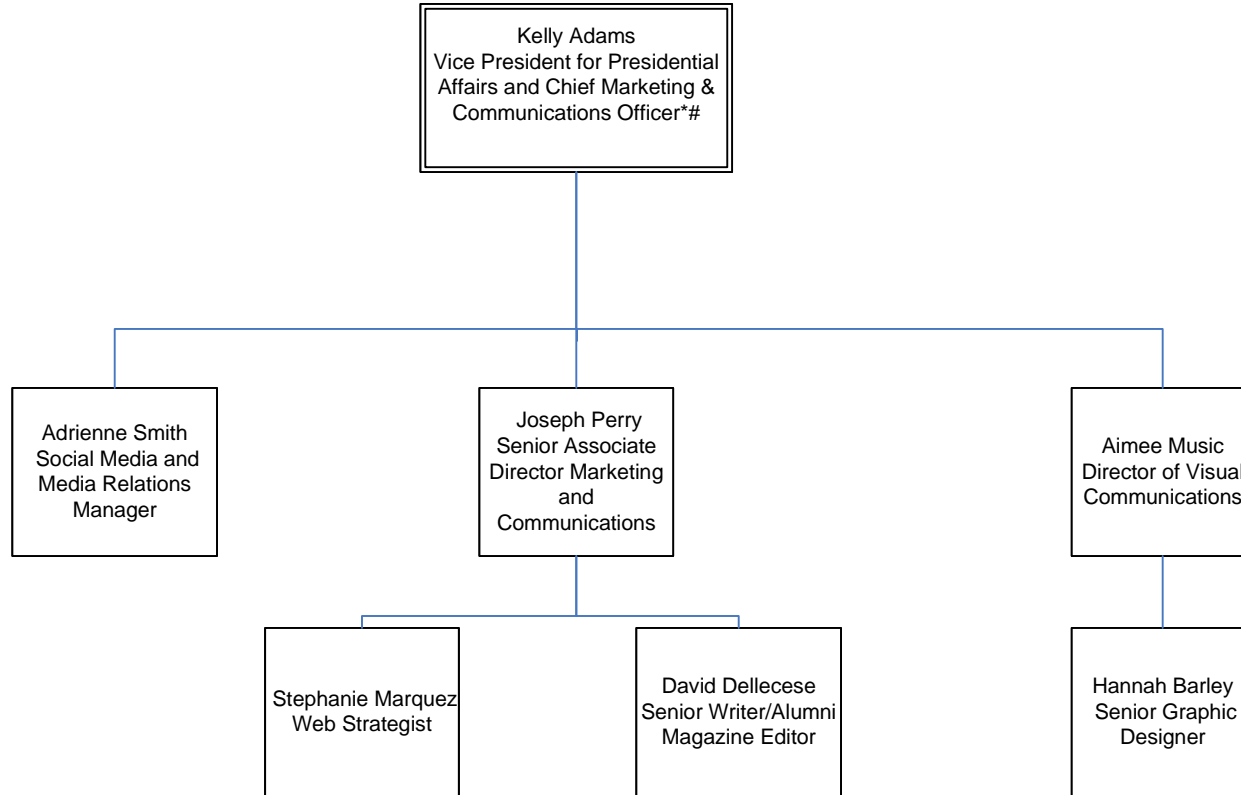 Kelly Adams
Vice President for Presidential
Affairs and Chief Marketing &
Communications Officer*#
Adrienne Smith
Social Media and
Media Relations
Manager
Joseph Perry
Senior Associate
Director Marketing
and
Communications
Aimee Music
Director of Visual
Communications
Stephanie Marquez
Web Strategist
David Dellecese
Senior Writer/Alumni
Magazine Editor
Hannah Barley
Senior Graphic
Designer